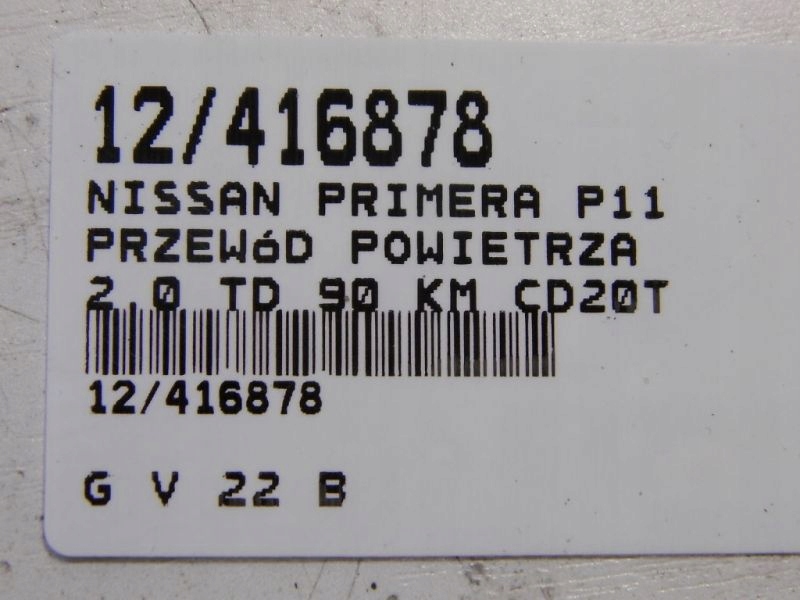 12/416878
NISSAN PRIMERA P11
PRZEWóD POWIETRZA
2.0 TD 90 KM CD20T
12/416878
G V 22 B